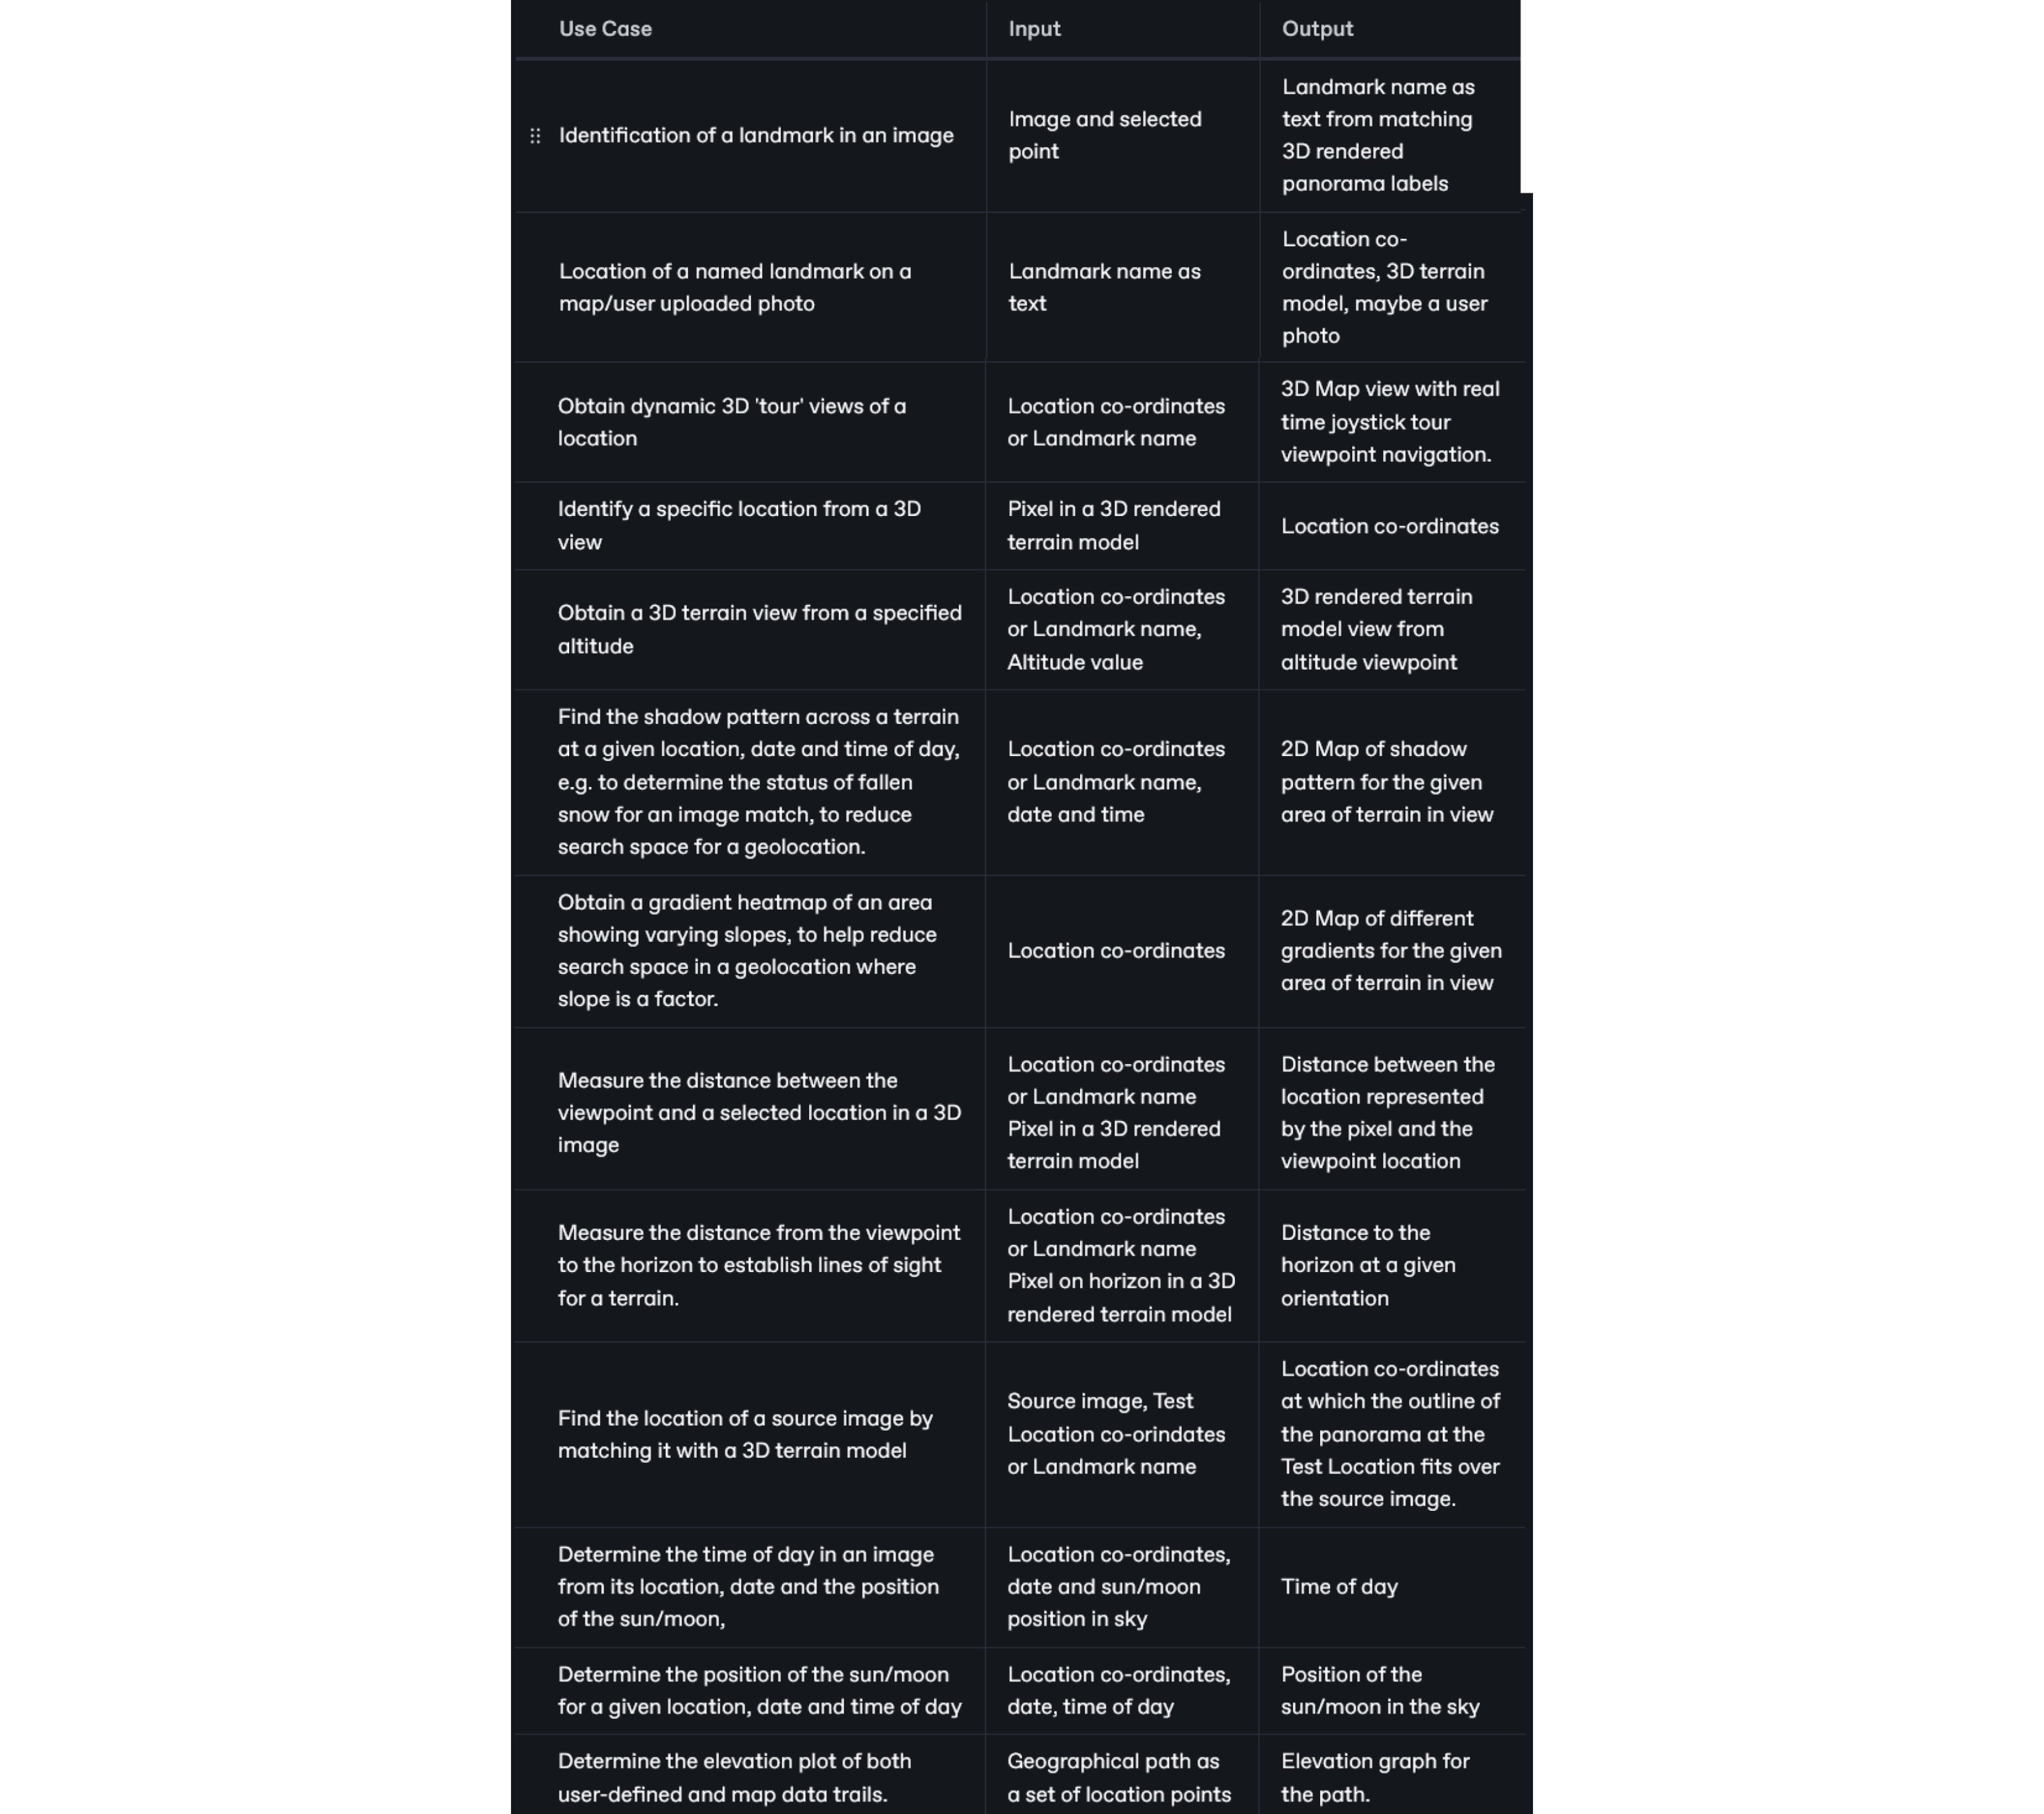 Use Case
Input
Output
Identification of a landmark in an image
Image and selected
point
Landmark name as
text from matching
3D rendered
panorama labels
Location of a named landmark on a
map/user uploaded photo
Landmark name as
text
Location co-
ordinates, 3D terrain
model, maybe a user
photo
Obtain dynamic 3D 'tour' views of a
location
Location co-ordinates
or Landmark name
3D Map view with real
time joystick tour
viewpoint navigation.
Identify a specific location from a 3D
view
Pixel in a 3D rendered
terrain model
Location co-ordinates
Obtain a 3D terrain view from a specified
altitude
Location co-ordinates
or Landmark name,
Altitude value
3D rendered terrain
model view from
altitude viewpoint
Find the shadow pattern across a terrain
at a given location, date and time of day,
e.g. to determine the status of fallen
snow for an image match, to reduce
search space for a geolocation.
Location co-ordinates
or Landmark name,
date and time
2D Map of shadow
pattern for the given
area of terrain in view
Obtain a gradient heatmap of an area
showing varying slopes, to help reduce
search space in a geolocation where
slope is a factor.
Location co-ordinates
2D Map of different
gradients for the given
area of terrain in view
Measure the distance between the
viewpoint and a selected location in a 3D
image
Location co-ordinates
or Landmark name
Pixel in a 3D rendered
terrain model
Distance between the
location represented
by the pixel and the
viewpoint location
Measure the distance from the viewpoint
to the horizon to establish lines of sight
for a terrain.
Location co-ordinates
or Landmark name
Pixel on horizon in a 3D
rendered terrain model
Distance to the
horizon at a given
orientation
Find the location of a source image by
matching it with a 3D terrain model
Source image, Test
Location co-orindates
or Landmark name
Location co-ordinates
at which the outline of
the panorama at the
Test Location fits over
the source image.
Determine the time of day in an image
from its location, date and the position
of the sun/moon,
Location co-ordinates,
date and sun/moon
position in sky
Time of day
Determine the position of the sun/moon
for a given location, date and time of day
Location co-ordinates,
date, time of day
Position of the
sun/moon in the sky
Determine the elevation plot of both
user-defined and map data trails.
Geographical path as
a set of location points
Elevation graph for
the path.